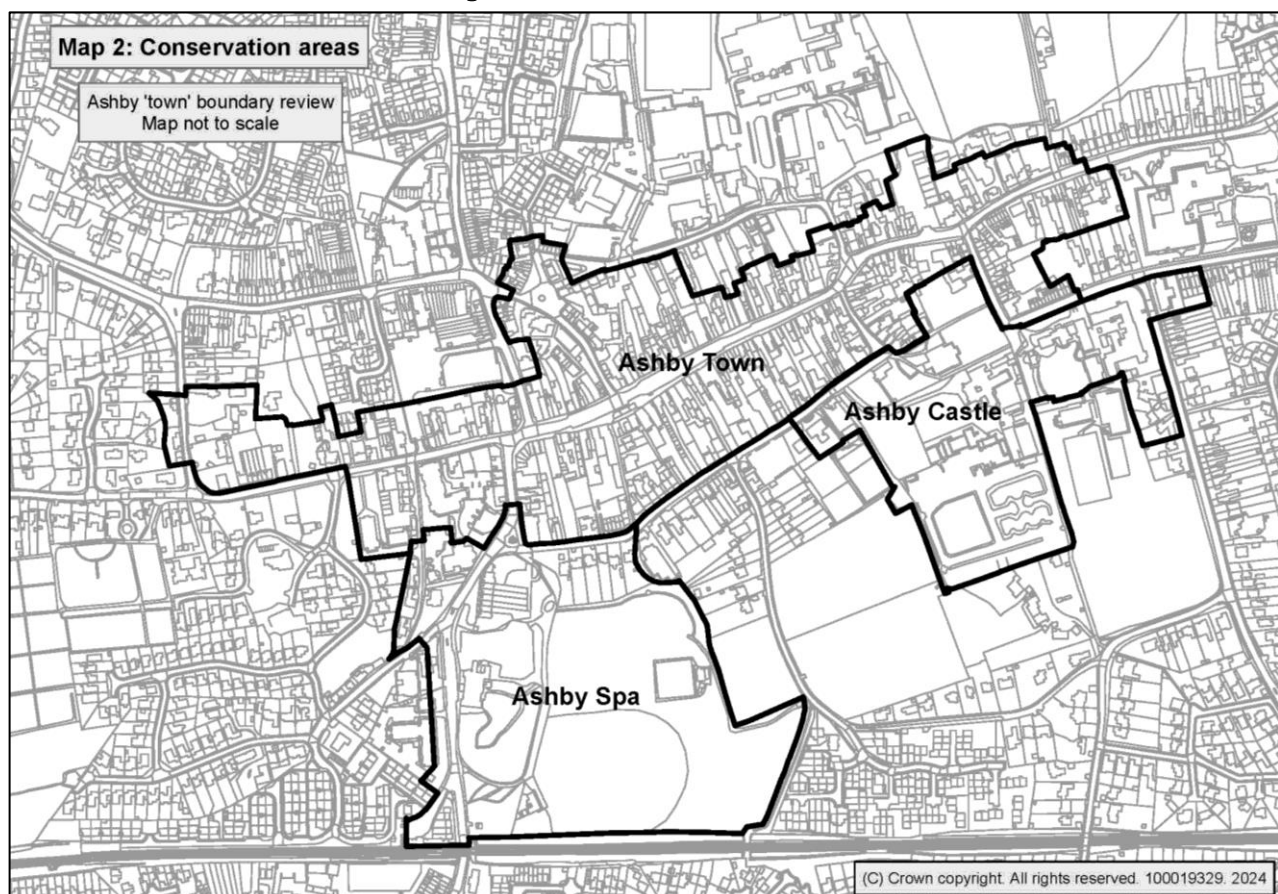 Map 2: Conservation areas
Ashby 'town' boundary review
Map not to scale
Ashby Town
Ashby Castle
Ashby Spa
(C) Crown copyright. All rights reserved. 100019329. 2024